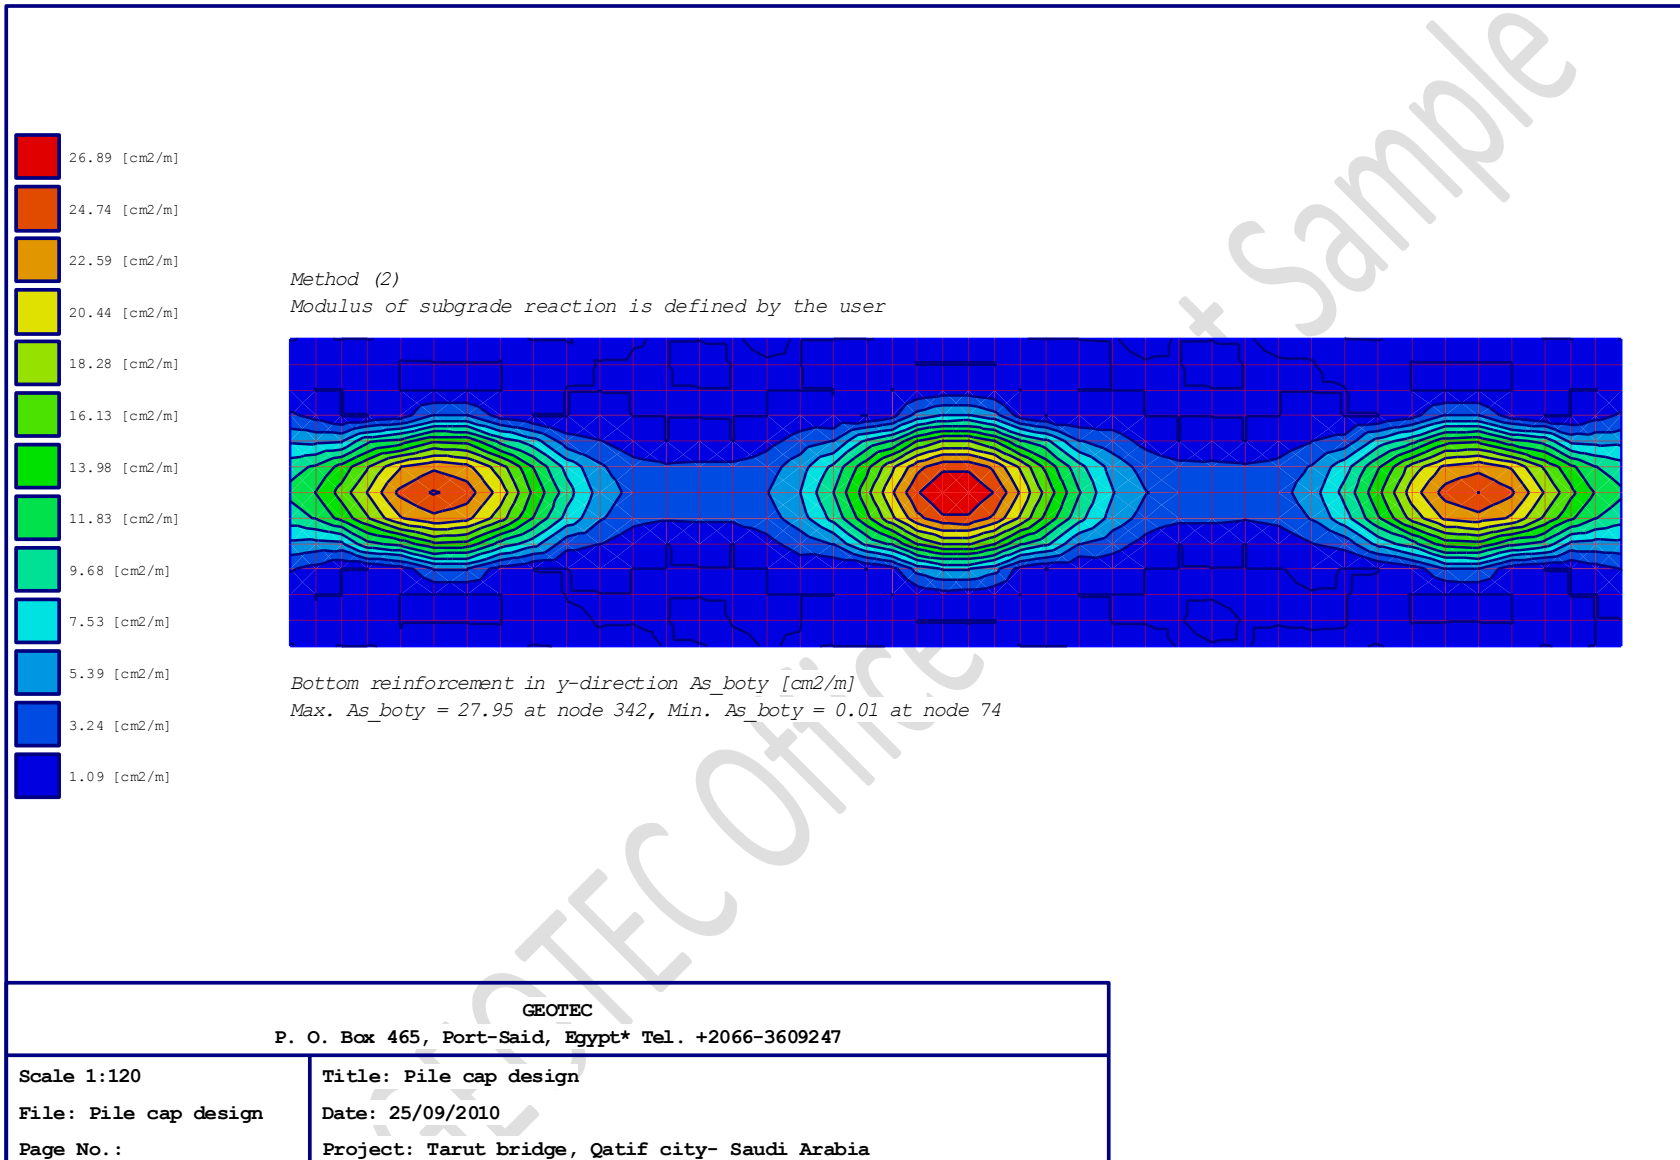 26.89 [cm2/m]
24.74 [cm2/m]
22.59 [cm2/m]
20.44 [cm2/m]
18.28 [cm2/m]
16.13 [cm2/m]
13.98 [cm2/m]
11.83 [cm2/m]
9.68 [cm2/m]
7.53 [cm2/m]
5.39 [cm2/m]
3.24 [cm2/m]
1.09 [cm2/m]
Method (2)
Modulus of subgrade reaction is defined by the user
Bottom reinforcement in y-direction As_boty [cm2/m]
Max. As_boty = 27.95 at node 342, Min. As_boty = 0.01 at node 74
GEOTEC Office
Sample
GEOTEC
P. O. Box 465, Port-Said, Egypt* Tel. +2066-3609247
Scale 1:120
File: Pile cap design
Page No.:
Title: Pile cap design
Date: 25/09/2010
Project: Tarut bridge, Qatif city- Saudi Arabia